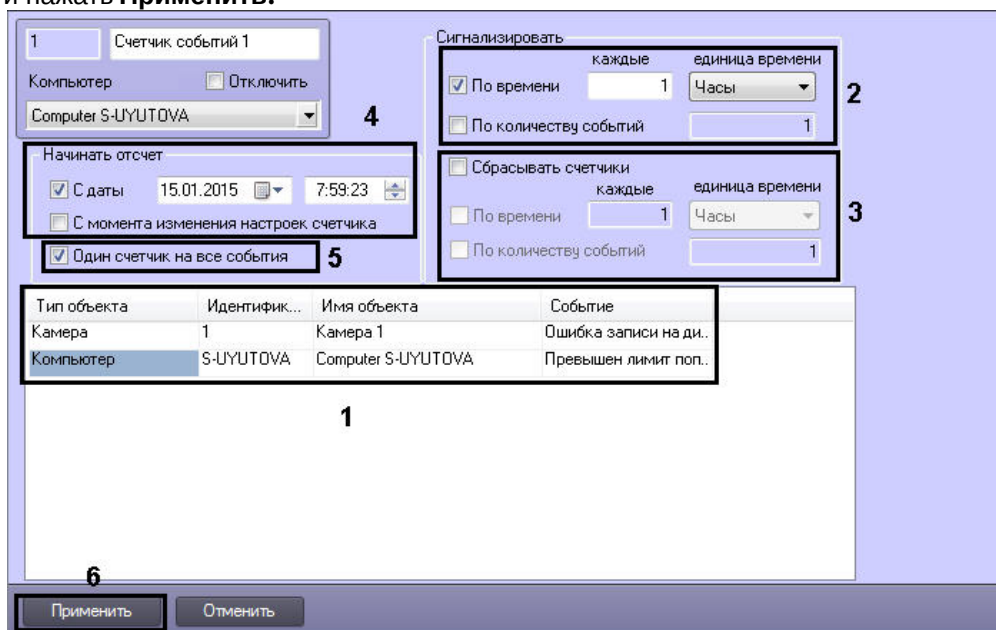 и нажать Применить.
1 Счетчик событий 1
Компьютер Отключить
Computer S-UYUTOVA
4
Начинать отсчет
С даты 15.01.2015 7:59:23
С момента изменения настроек счетчика
Один счетчик на все события 5
Сигнализировать
каждые единица времени
По времени 1 Часы
2
По количеству событий 1
Сбрасывать счетчики
каждые единица времени
По времени 1 Часы
3
По количеству событий 1
Тип объекта Идентифик... Имя объекта Событие
Камера 1 Камера 1 Ошибка записи на ди..
Компьютер S-UYUTOVA Computer S-UYUTOVA Превышен лимит поп..
1
6
Применить Отменить